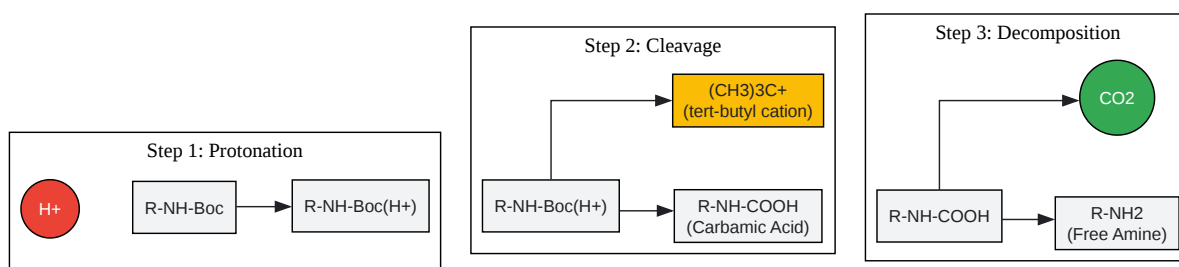 Step 1: Protonation
H+
R-NH-Boc
R-NH-Boc(H+)
Step 2: Cleavage
(CH3)3C+
(tert-butyl cation)
R-NH-Boc(H+)
R-NH-COOH
(Carbamic Acid)
Step 3: Decomposition
CO2
R-NH-COOH
R-NH2
(Free Amine)